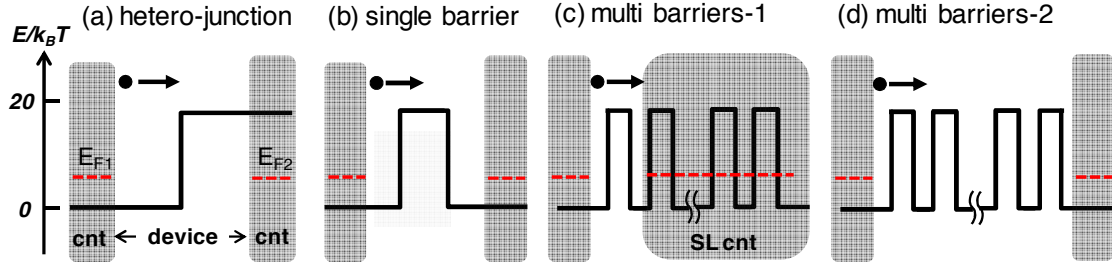 (a) hetero-junction
(b) single barrier
(c) multi barriers-1
(d) multi barriers-2
E/k_BT
20
E_F1
E_F2
0
cnt
device
cnt
SL cnt